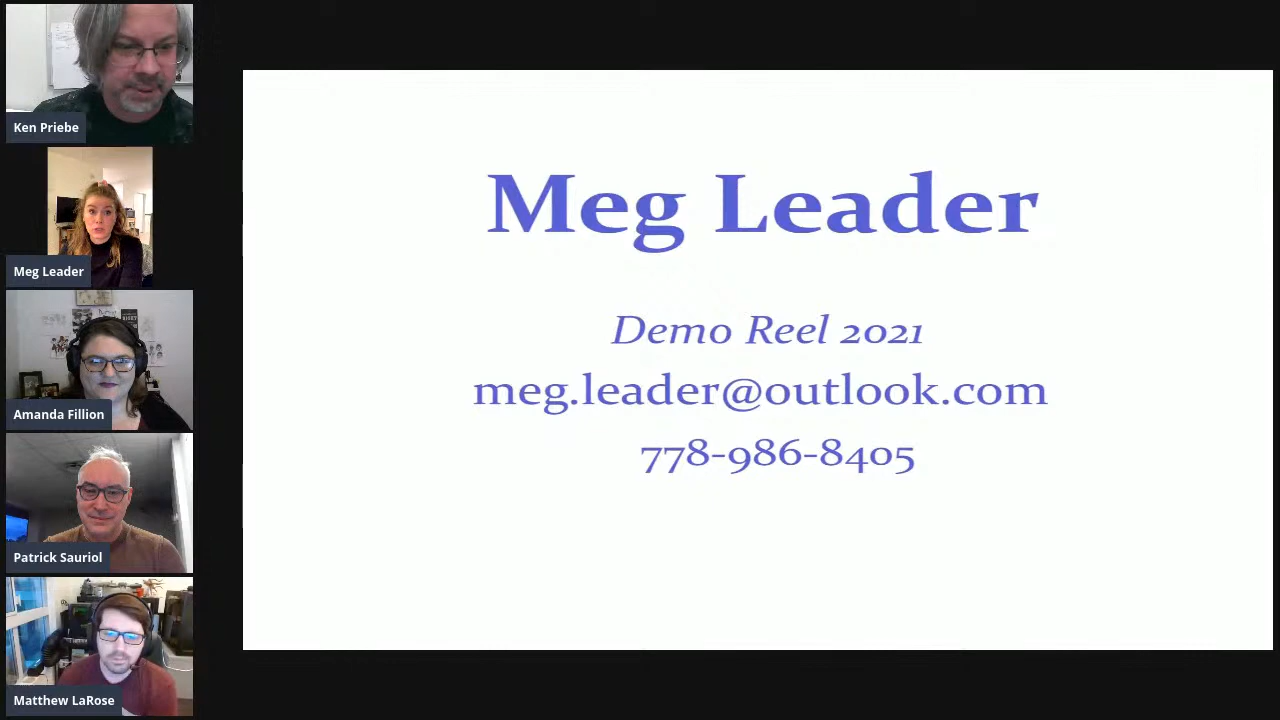 Ken Priebe
Meg Leader
Amanda Fillion
Patrick Sauriol
Matthew LaRose
Meg Leader
Demo Reel 2021
meg.leader@outlook.com
778-986-8405